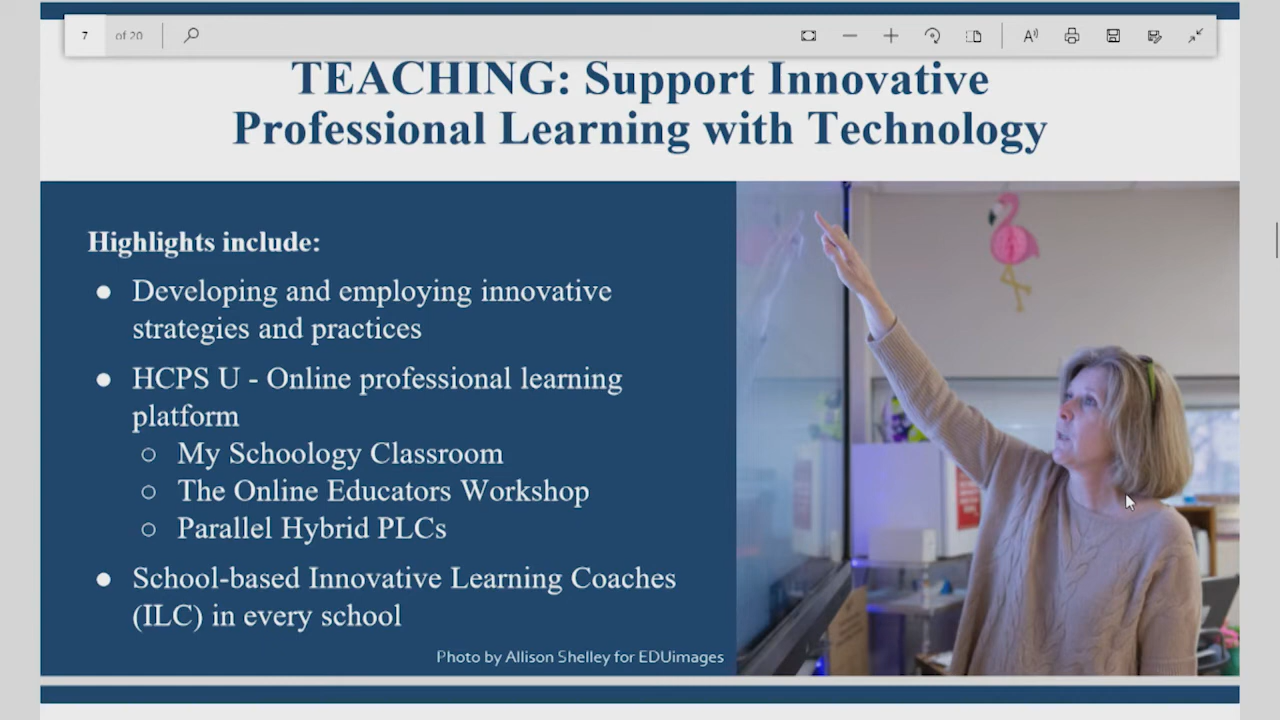 7 of 20
TEACHING: Support Innovative
Professional Learning with Technology
Highlights include:
● Developing and employing innovative
strategies and practices
● HCPS U - Online professional learning
platform
○ My Schoology Classroom
○ The Online Educators Workshop
○ Parallel Hybrid PLCs
● School-based Innovative Learning Coaches
(ILC) in every school
Photo by Allison Shelley for EDUimages